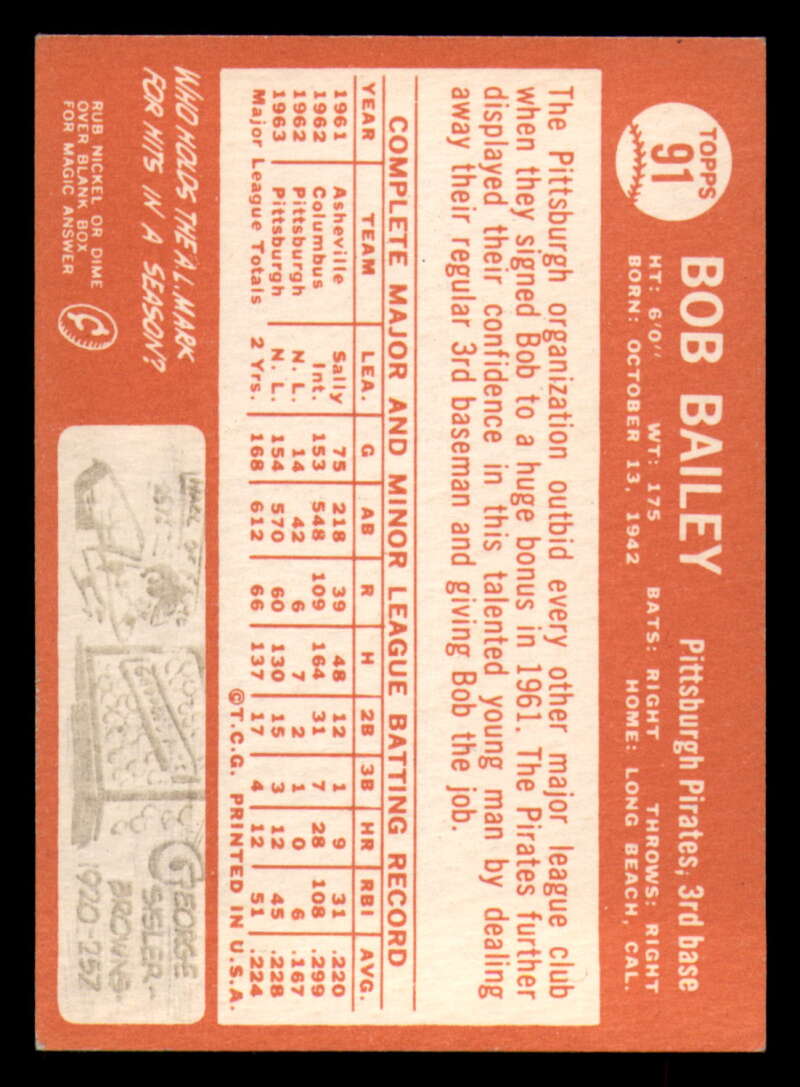 TOPPS
91
BOB BAILEY Pittsburgh Pirates, 3rd base
HT: 6'0" WT: 175 BATS: RIGHT THROWS: RIGHT
BORN: OCTOBER 13, 1942 HOME: LONG BEACH, CAL.
The Pittsburgh organization outbid every other major league club
when they signed Bob to a huge bonus in 1961. The Pirates further
displayed their confidence in this talented young man by dealing
away their regular 3rd baseman and giving Bob the job.
COMPLETE MAJOR AND MINOR LEAGUE BATTING RECORD
YEAR TEAM LEA. G AB R H 2B 3B HR RBI AVG.
1961 Asheville Sally 75 218 39 48 12 1 9 31 .220
1962 Columbus Int. 153 548 109 164 31 7 28 108 .299
1962 Pittsburgh N. L. 14 42 6 7 2 1 0 6 .167
1963 Pittsburgh N. L. 154 570 60 130 15 3 12 45 .228
Major League Totals 2 Yrs. 168 612 66 137 17 4 12 51 .224
©T.C.G. PRINTED IN U.S.A.
WHO HOLDS THE A.L. MARK
FOR HITS IN A SEASON?
RUB NICKEL OR DIME
OVER BLANK BOX
FOR MAGIC ANSWER
GEORGE
SISLER-
BROWNS-
1920-257